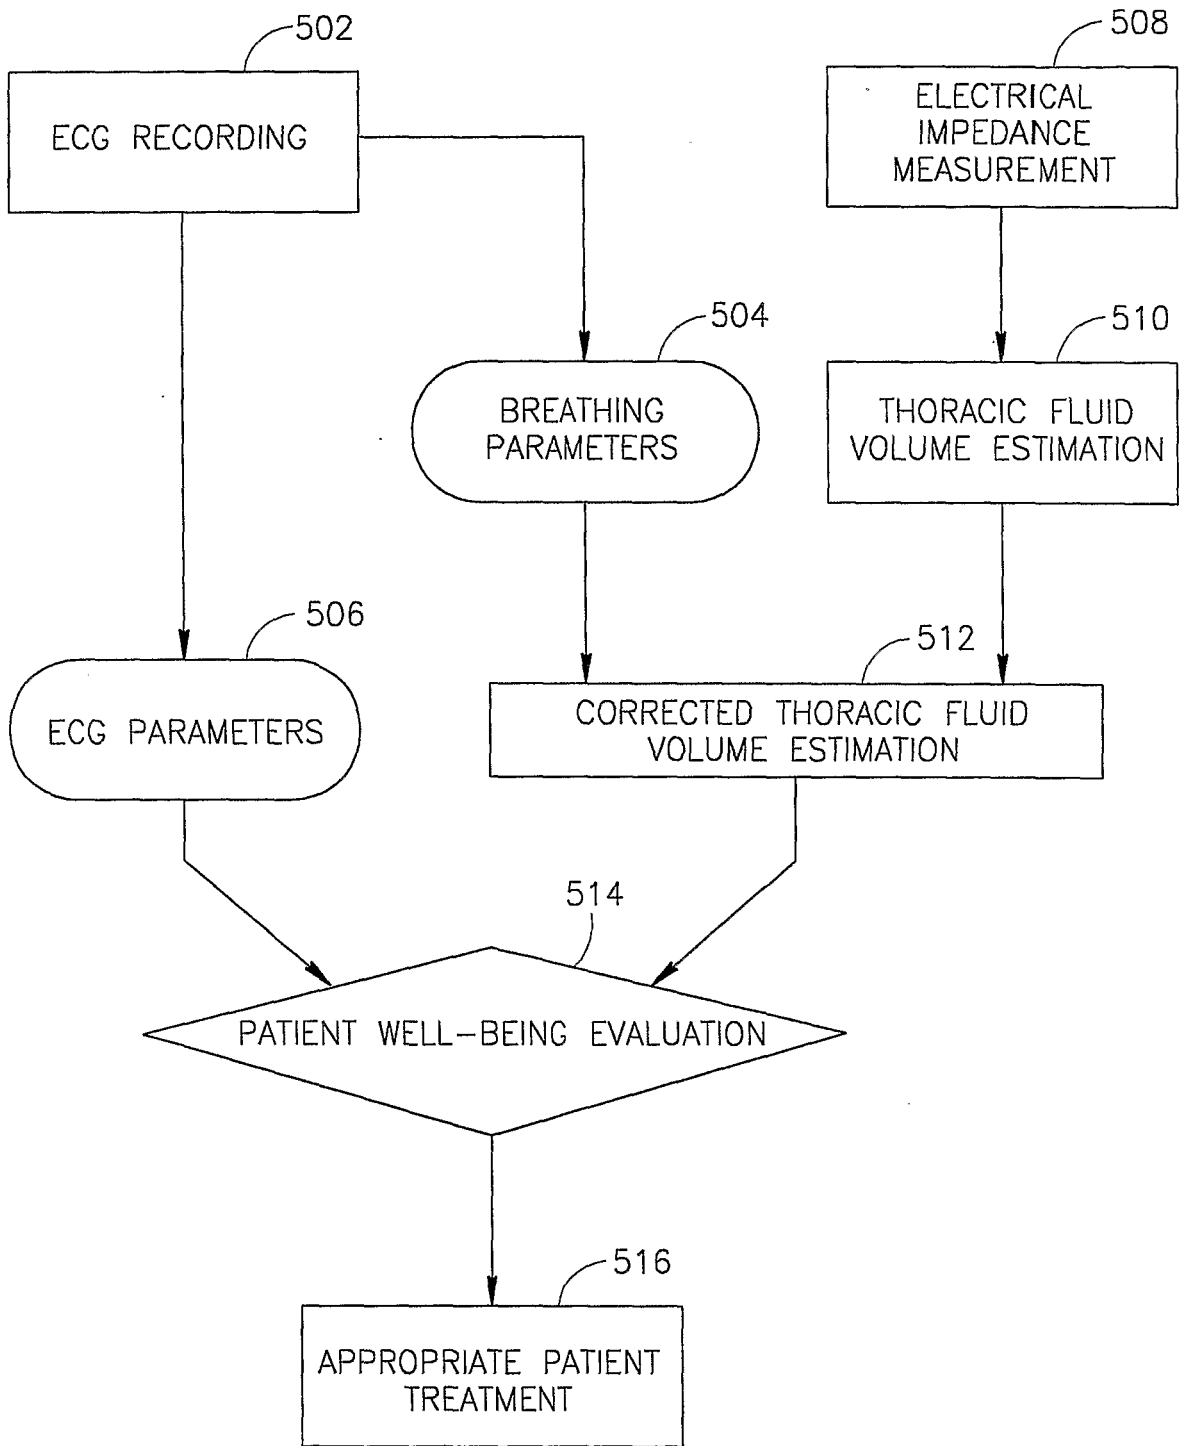 502
ECG RECORDING
508
ELECTRICAL
IMPEDANCE
MEASUREMENT
504
BREATHING
PARAMETERS
510
THORACIC FLUID
VOLUME ESTIMATION
506
ECG PARAMETERS
512
CORRECTED THORACIC FLUID
VOLUME ESTIMATION
514
PATIENT WELL-BEING EVALUATION
516
APPROPRIATE PATIENT
TREATMENT